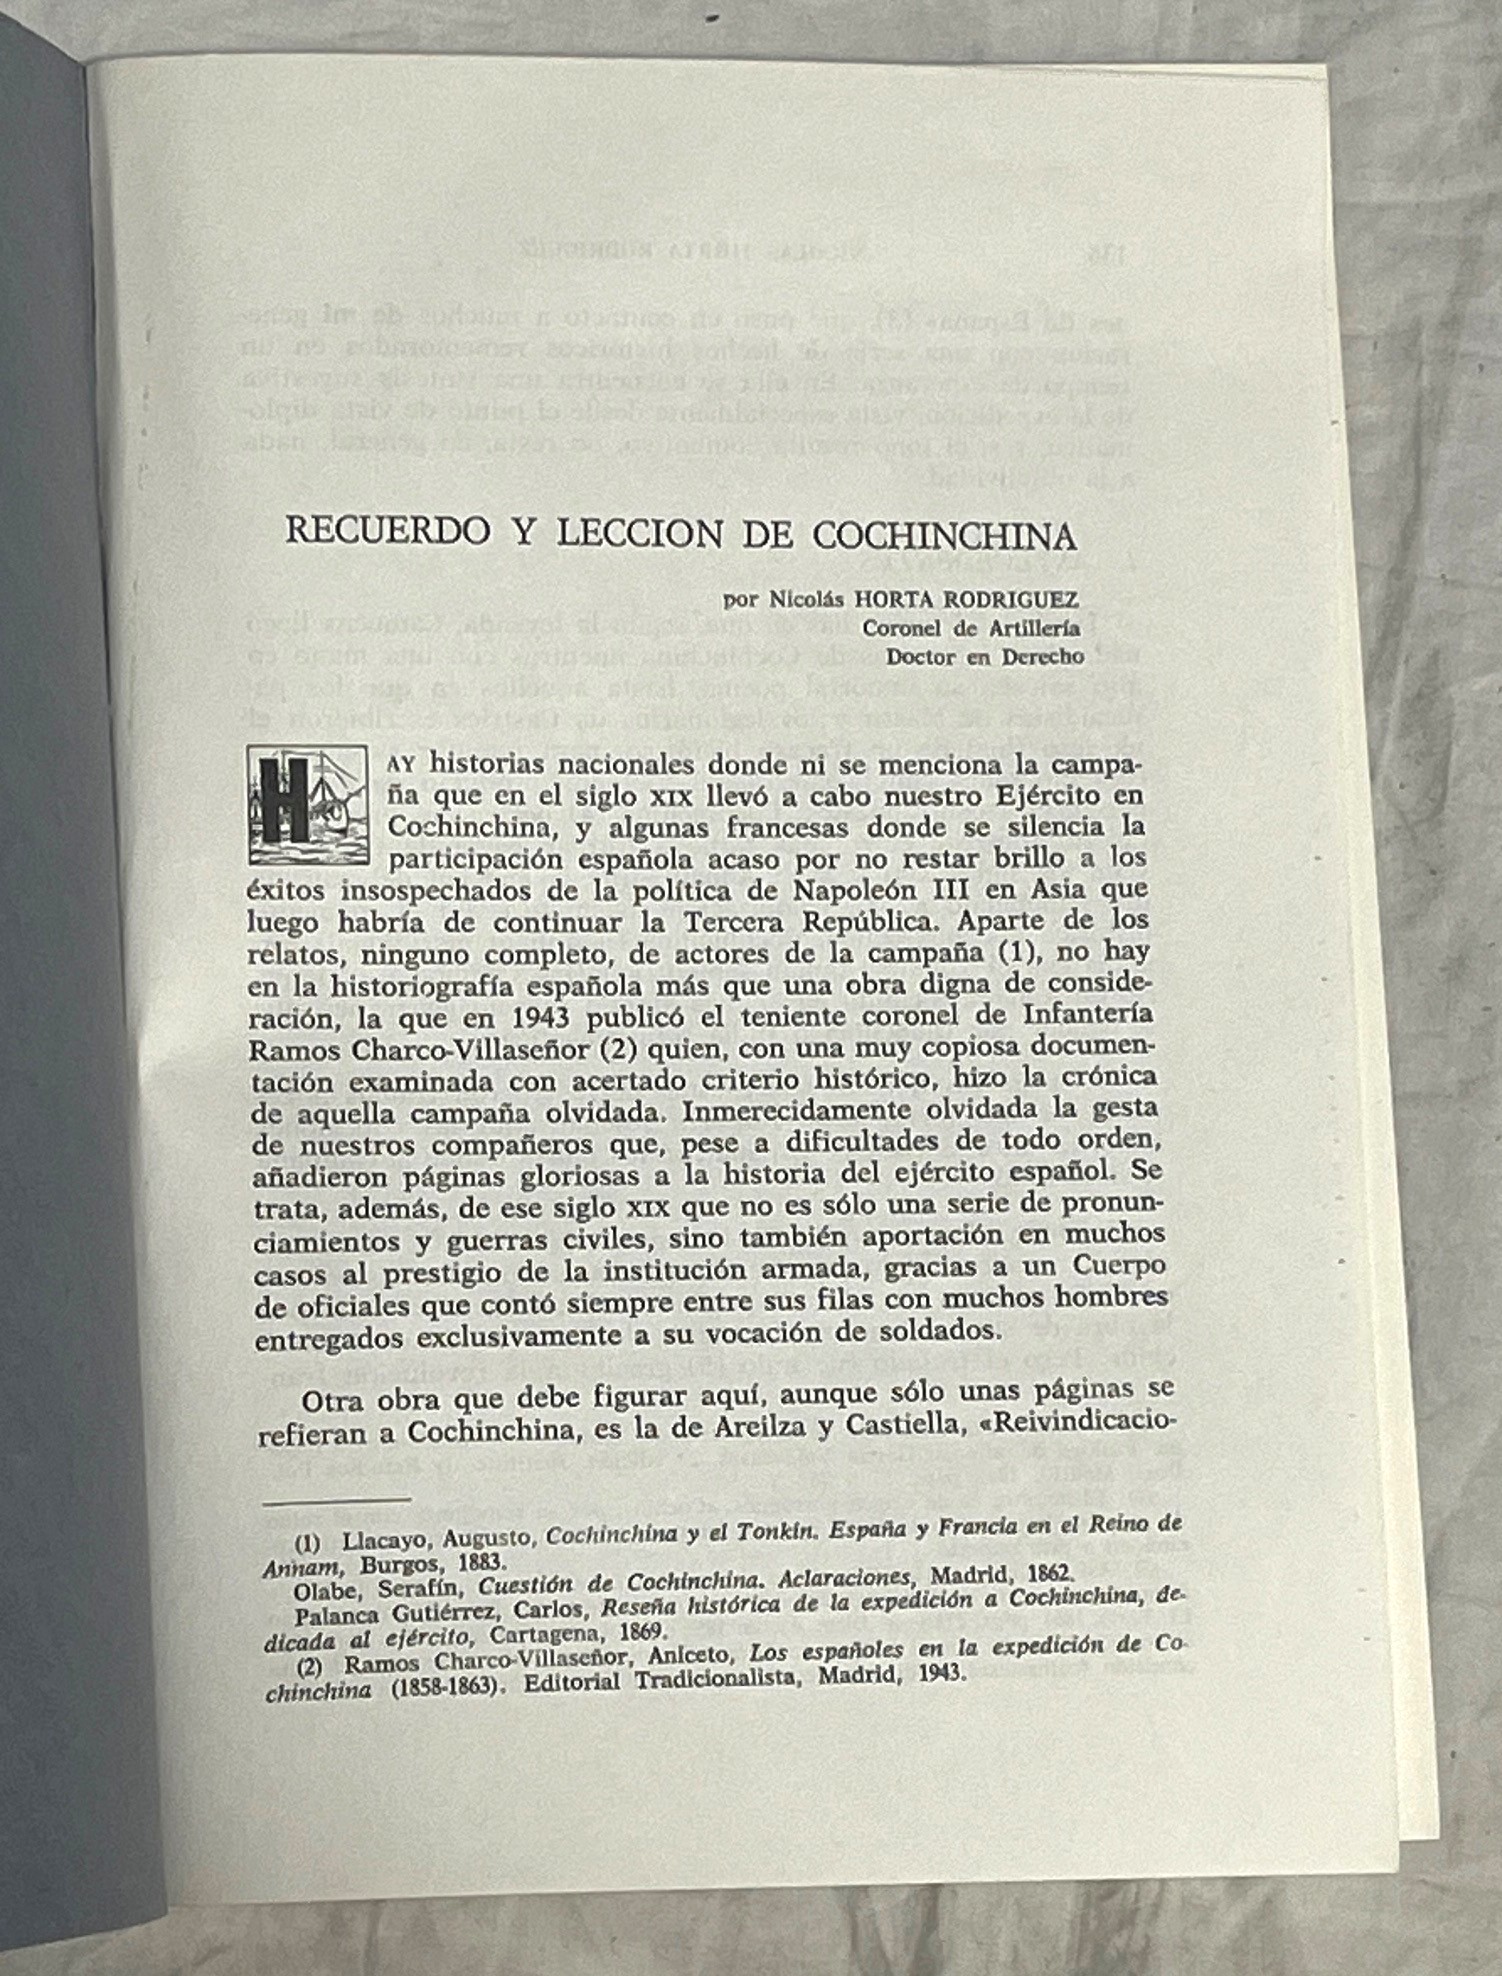 RECUERDO Y LECCION DE COCHINCHINA
por Nicolás HORTA RODRIGUEZ
Coronel de Artillería
Doctor en Derecho
HAY historias nacionales donde ni se menciona la campa-
ña que en el siglo XIX llevó a cabo nuestro Ejército en
Cochinchina, y algunas francesas donde se silencia la
participación española acaso por no restar brillo a los
éxitos insospechados de la política de Napoleón III en Asia que
luego habría de continuar la Tercera República. Aparte de los
relatos, ninguno completo, de actores de la campaña (1), no hay
en la historiografía española más que una obra digna de conside-
ración, la que en 1943 publicó el teniente coronel de Infantería
Ramos Charco-Villaseñor (2) quien, con una muy copiosa documen-
tación examinada con acertado criterio histórico, hizo la crónica
de aquella campaña olvidada. Inmerecidamente olvidada la gesta
de nuestros compañeros que, pese a dificultades de todo orden,
añadieron páginas gloriosas a la historia del ejército español. Se
trata, además, de ese siglo XIX que no es sólo una serie de pronun-
ciamientos y guerras civiles, sino también aportación en muchos
casos al prestigio de la institución armada, gracias a un Cuerpo
de oficiales que contó siempre entre sus filas con muchos hombres
entregados exclusivamente a su vocación de soldados.
Otra obra que debe figurar aquí, aunque sólo unas páginas se
refieran a Cochinchina, es la de Areilza y Castiella, «Reivindicacio-
(1) Llacayo, Augusto, Cochinchina y el Tonkín. España y Francia en el Reino de
Annam, Burgos, 1883.
Olabe, Serafín, Cuestión de Cochinchina. Aclaraciones, Madrid, 1862.
Palanca Gutiérrez, Carlos, Reseña histórica de la expedición a Cochinchina, de-
dicada al ejército, Cartagena, 1869.
(2) Ramos Charco-Villaseñor, Aniceto, Los españoles en la expedición de Co-
chinchina (1858-1863). Editorial Tradicionalista, Madrid, 1943.